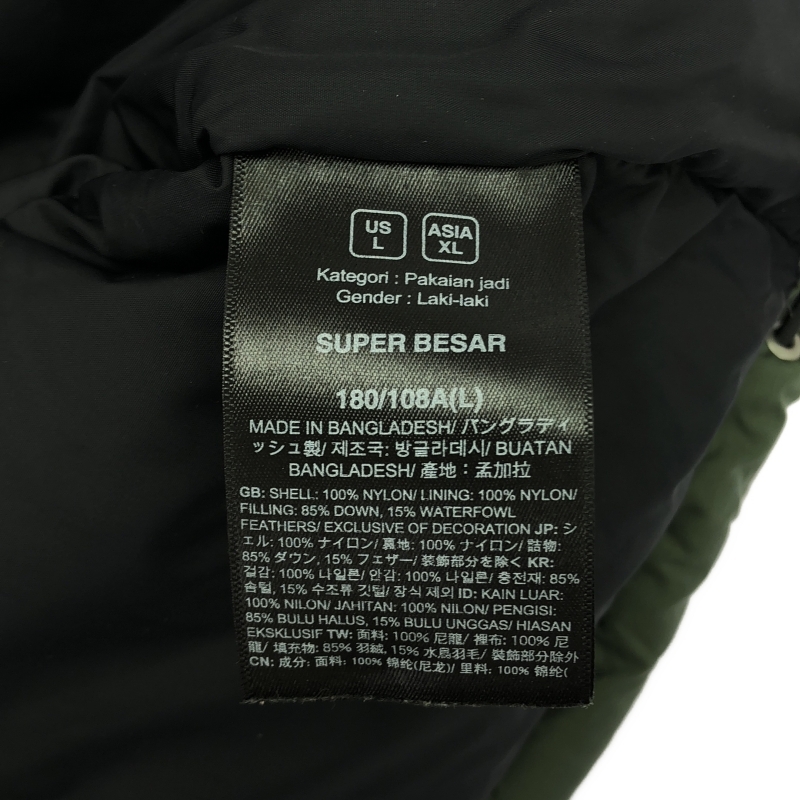 US
L
ASIA
XL
Kategori : Pakaian jadi
Gender : Laki-laki
SUPER BESAR
180/108A(L)
MADE IN BANGLADESH/ バングラディ
ッシュ製/ 제조국: 방글라데시/ BUATAN
BANGLADESH/ 產地：孟加拉
GB: SHELL: 100% NYLON/ LINING: 100% NYLON/
FILLING: 85% DOWN, 15% WATERFOWL
FEATHERS/ EXCLUSIVE OF DECORATION JP: シ
ェル: 100% ナイロン/ 裏地: 100% ナイロン/ 詰物:
85% ダウン, 15% フェザー/ 装飾部分を除く KR:
겉감: 100% 나일론/ 안감: 100% 나일론/ 충전재: 85%
솜털, 15% 수조류 깃털/ 장식 제외 ID: KAIN LUAR:
100% NILON/ JAHITAN: 100% NILON/ PENGISI:
85% BULU HALUS, 15% BULU UNGGAS/ HIASAN
EKSKLUSIF TW: 面料: 100% 尼龍/ 裡布: 100% 尼
龍/ 填充物: 85% 羽絨, 15% 水鳥羽毛/ 裝飾部分除外
CN: 成分: 面料: 100% 锦纶(尼龙)/ 里料: 100% 锦纶(